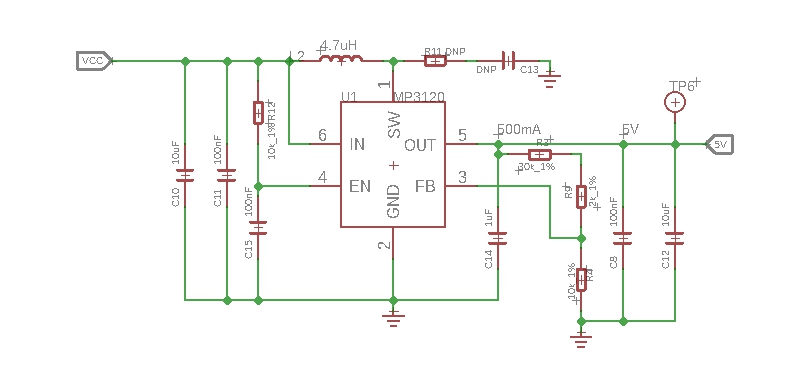 VCC
L2
4.7uH
R11 DNP
DNP
C13
TP6
U1
MP3120
1
SW
500mA
5V
5V
6
IN
OUT
5
R3
30k_1%
R12
10k_1%
4
EN
FB
3
GND
2
R9
2k_1%
10uF
C10
100nF
C11
100nF
C15
1uF
C14
10k_1%
R4
100nF
C8
10uF
C12